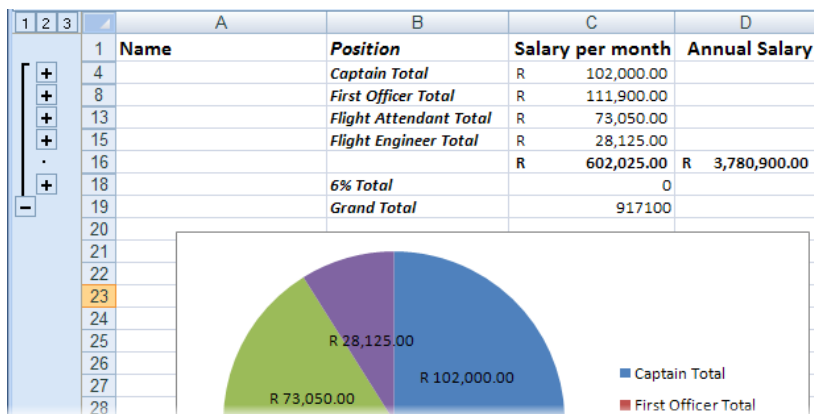 1 2 3 A B C D
1 Name Position Salary per month Annual Salary
+ 4 Captain Total R 102,000.00
+ 8 First Officer Total R 111,900.00
+ 13 Flight Attendant Total R 73,050.00
+ 15 Flight Engineer Total R 28,125.00
16 R 602,025.00 R 3,780,900.00
+ 18 6% Total 0
- 19 Grand Total 917100
20
21
22
23
24
25 R 28,125.00
26 R 102,000.00 Captain Total
27 R 73,050.00
28 First Officer Total